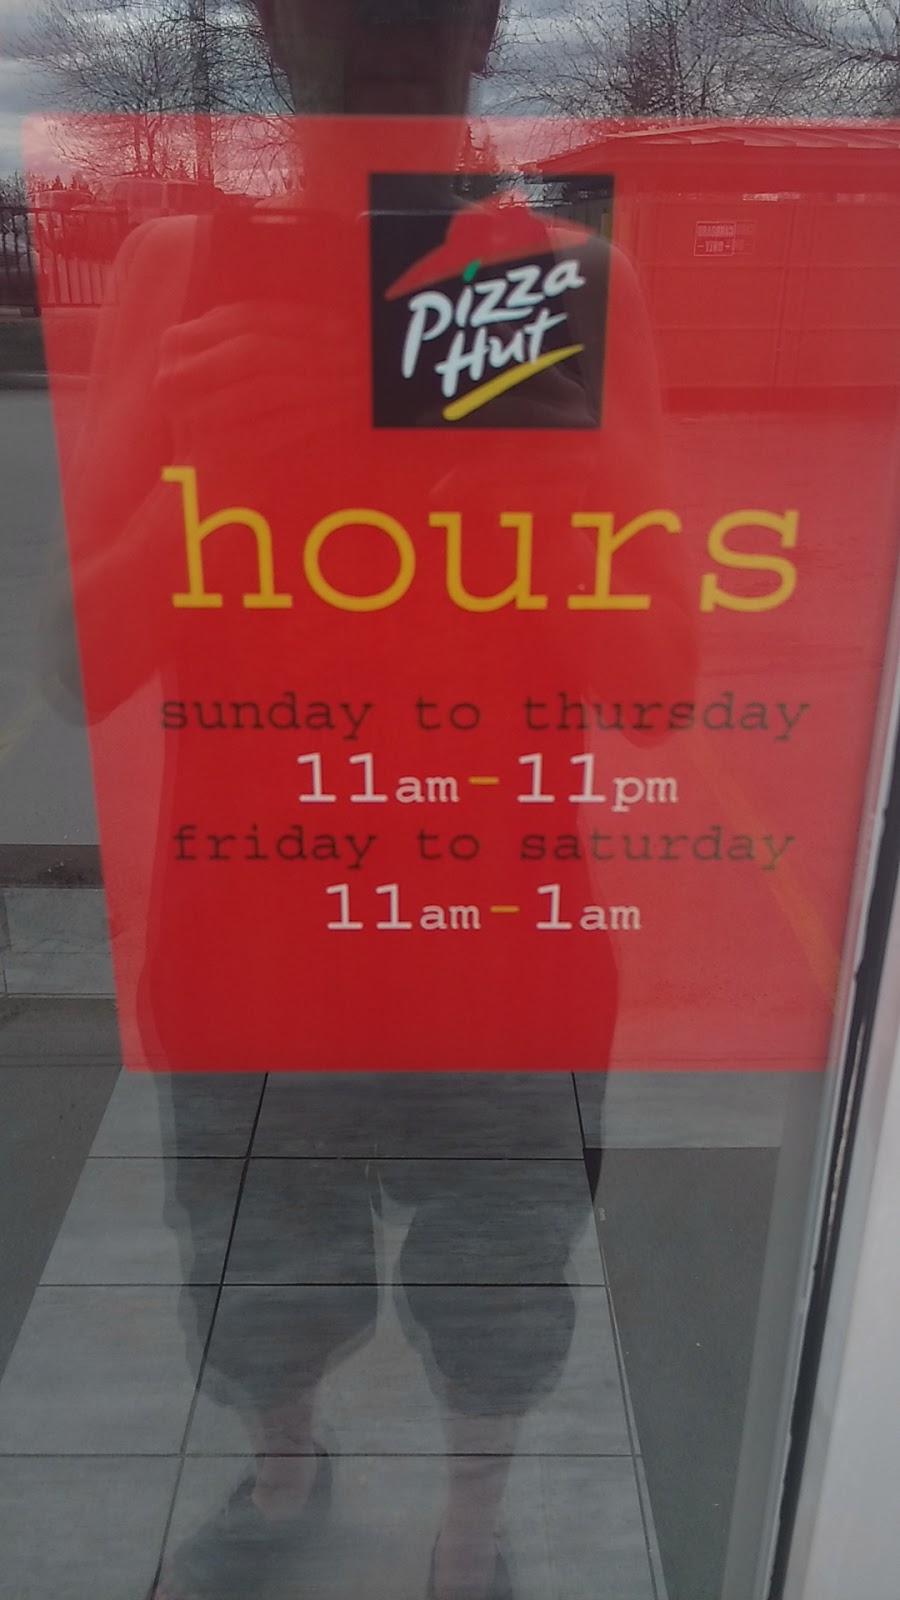 Pizza
Hut
hours
sunday to thursday
11am-11pm
friday to saturday
11am-1am